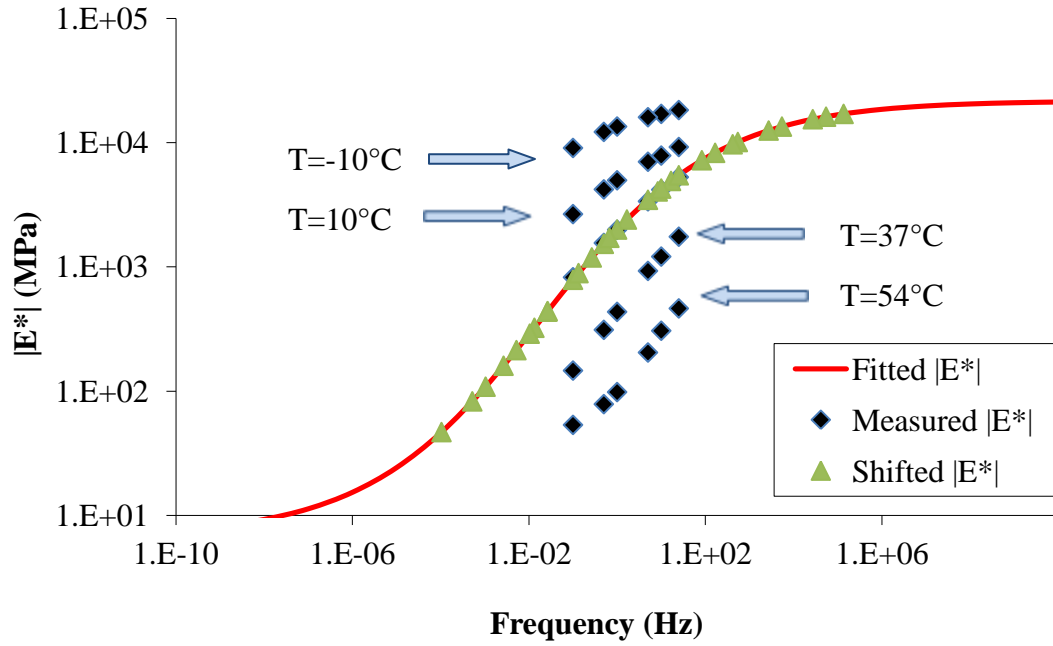 1.E+05
1.E+04
1.E+03
1.E+02
1.E+01
|E*| (MPa)
T=-10°C
T=10°C
T=37°C
T=54°C
Fitted |E*|
Measured |E*|
Shifted |E*|
1.E-10
1.E-06
1.E-02
1.E+02
1.E+06
Frequency (Hz)